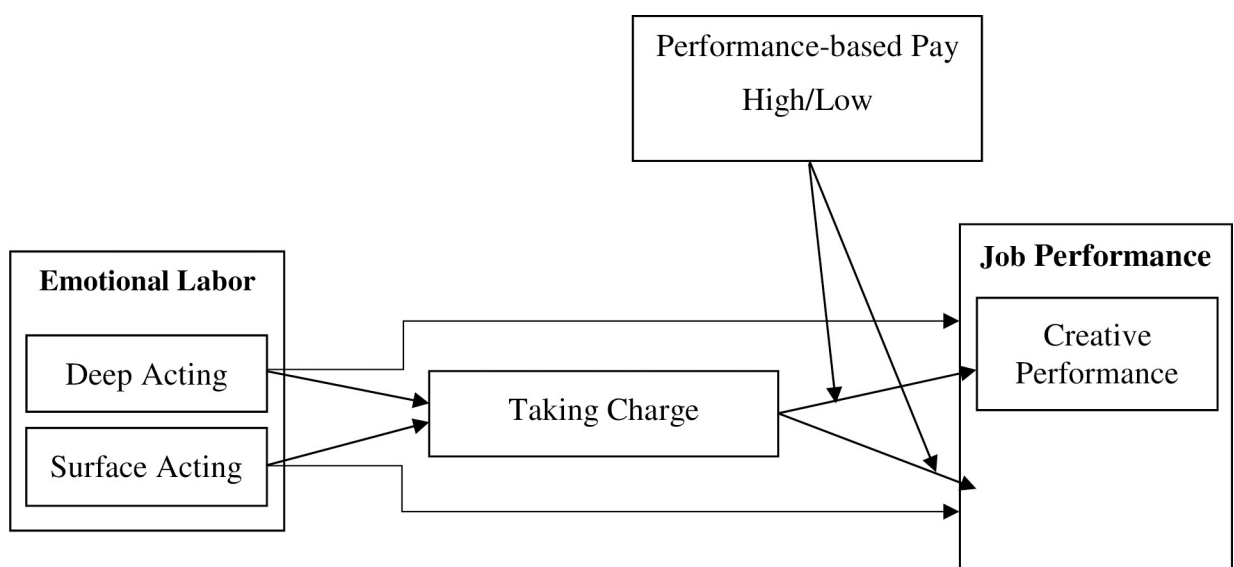 Performance-based Pay
High/Low
Emotional Labor
Deep Acting
Surface Acting
Taking Charge
Job Performance
Creative
Performance